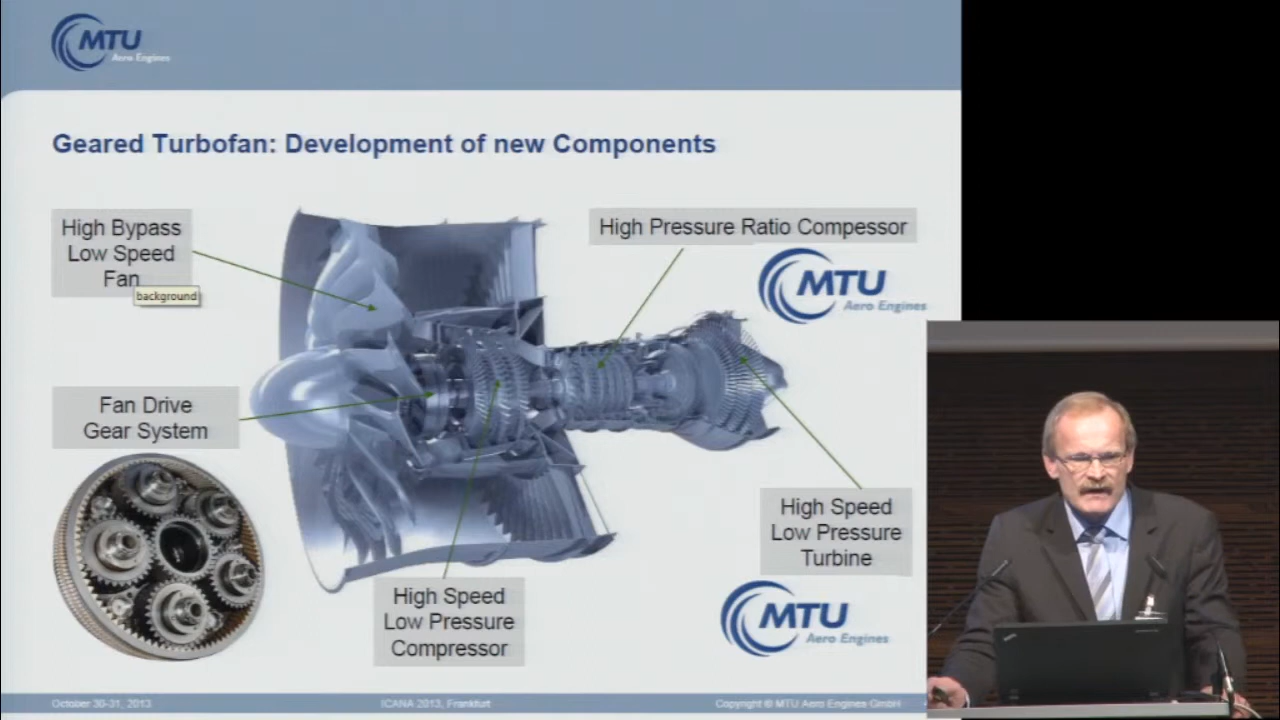 MTU
Aero Engines
Geared Turbofan: Development of new Components
High Bypass
Low Speed
Fan
background
High Pressure Ratio Compessor
MTU
Aero Engines
Fan Drive
Gear System
High Speed
Low Pressure
Turbine
High Speed
Low Pressure
Compressor
MTU
Aero Engines
October 20-31, 2013
ICANA 2013, Frankfurt
Copyright © MTU Aero Engines GmbH